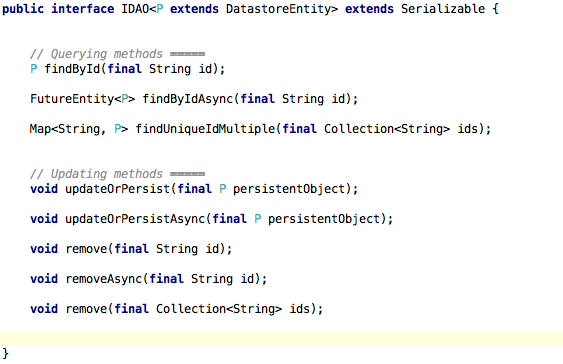 public interface IDAO<P extends DatastoreEntity> extends Serializable {
// Querying methods =====
P findById(final String id);
FutureEntity<P> findByIdAsync(final String id);
Map<String, P> findUniqueIdMultiple(final Collection<String> ids);
// Updating methods =====
void updateOrPersist(final P persistentObject);
void updateOrPersistAsync(final P persistentObject);
void remove(final String id);
void removeAsync(final String id);
void remove(final Collection<String> ids);
}